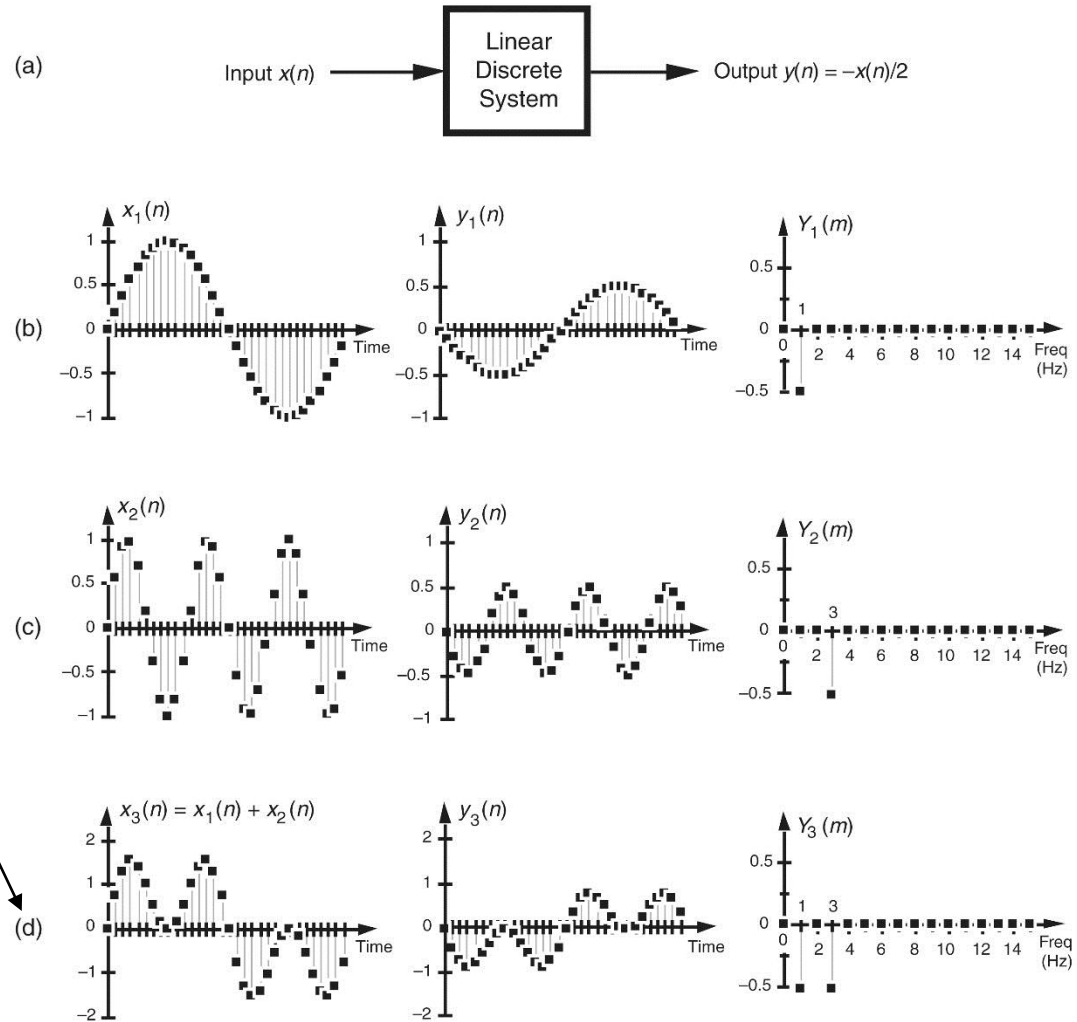 (a)
Input x(n)
Linear
Discrete
System
Output y(n) = –x(n)/2
(b)
x₁(n)
1
0.5
0
–0.5
–1
Time
y₁(n)
1
0.5
0
–0.5
–1
Time
Y₁(m)
0.5
0
–0.5
1
0 2 4 6 8 10 12 14
Freq
(Hz)
(c)
x₂(n)
1
0.5
0
–0.5
–1
Time
y₂(n)
1
0.5
0
–0.5
–1
Time
Y₂(m)
0.5
0
–0.5
3
0 2 4 6 8 10 12 14
Freq
(Hz)
(d)
x₃(n) = x₁(n) + x₂(n)
2
1
0
–1
–2
Time
y₃(n)
2
1
0
–1
–2
Time
Y₃(m)
0.5
0
–0.5
1 3
0 2 4 6 8 10 12 14
Freq
(Hz)